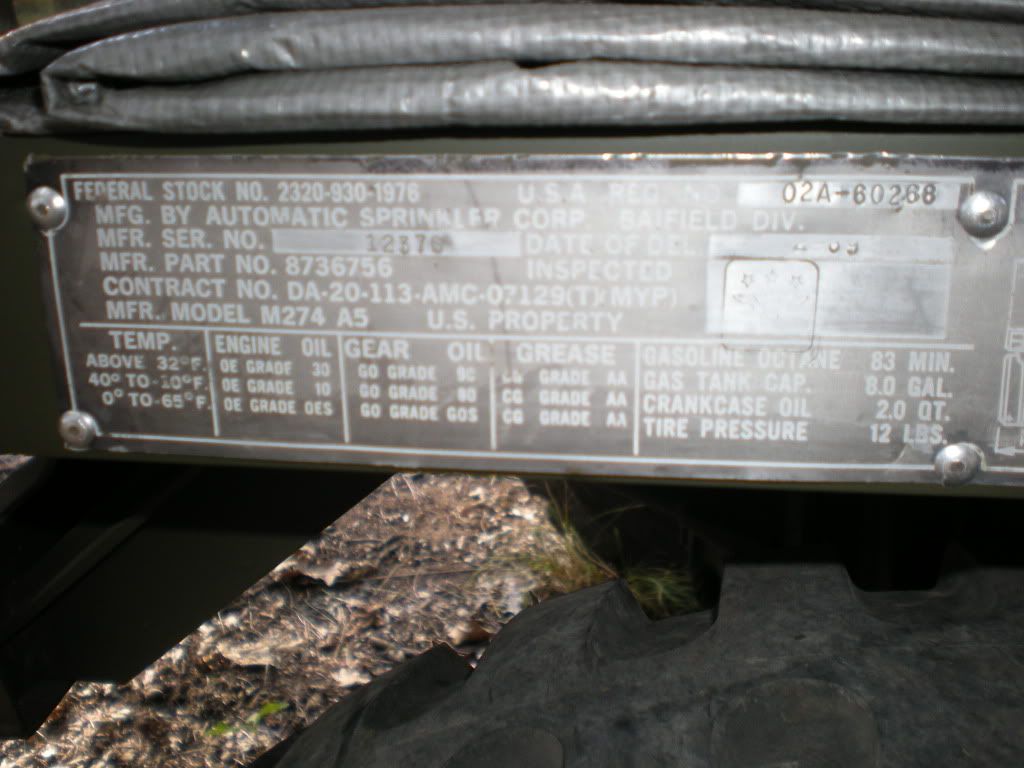 FEDERAL STOCK NO. 2320-930-1976 U.S.A. REG. NO. 02A-60268
MFG. BY AUTOMATIC SPRINKLER CORP. BAIFIELD DIV.
MFR. SER. NO. 12376 DATE OF DEL.
MFR. PART NO. 8736756 INSPECTED
CONTRACT NO. DA-20-113-AMC-07129(T)(MYP)
MFR. MODEL M274 A5 U.S. PROPERTY
TEMP. ENGINE OIL GEAR OIL GREASE GASOLINE OCTANE 83 MIN.
ABOVE 32°F. OE GRADE 30 GO GRADE 90 CG GRADE AA GAS TANK CAP. 8.0 GAL.
40° TO-10°F. OE GRADE 10 GO GRADE 80 CG GRADE AA CRANKCASE OIL 2.0 QT.
0° TO-65°F. OE GRADE OES GO GRADE GOS CG GRADE AA TIRE PRESSURE 12 LBS.